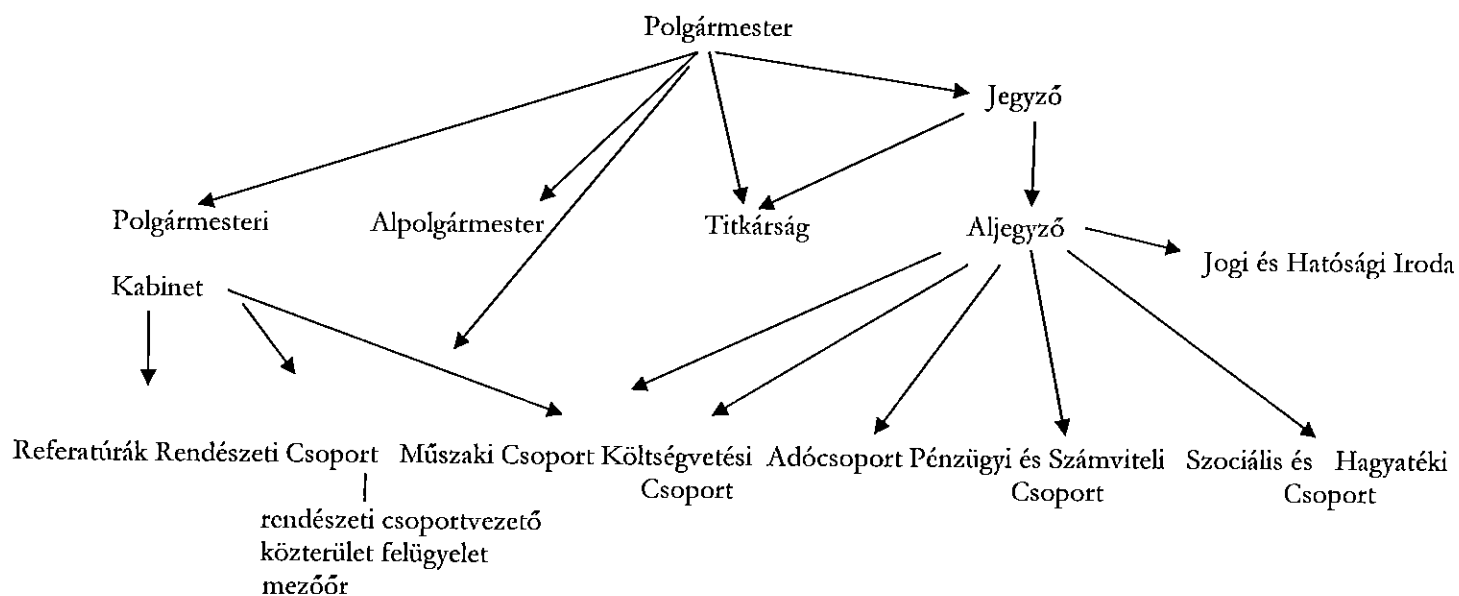 Polgármester
Jegyző
Polgármesteri Alpolgármester Titkárság Aljegyző
Jogi és Hatósági Iroda
Kabinet
Referatúrák Rendészeti Csoport Műszaki Csoport Költségvetési Adócsoport Pénzügyi és Számviteli Szociális és Hagyatéki
Csoport Csoport Csoport
rendészeti csoportvezető
közterület felügyelet
mezőőr